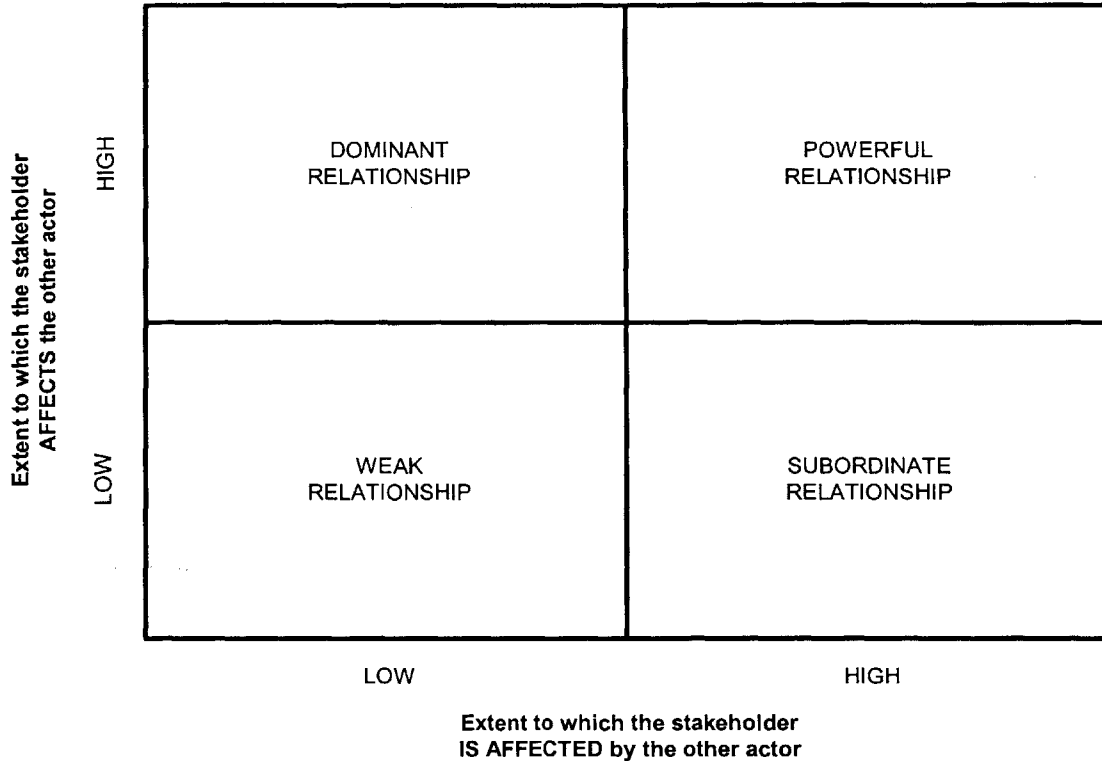 Extent to which the stakeholder
AFFECTS the other actor
HIGH
DOMINANT
RELATIONSHIP
POWERFUL
RELATIONSHIP
LOW
WEAK
RELATIONSHIP
SUBORDINATE
RELATIONSHIP
LOW
HIGH
Extent to which the stakeholder
IS AFFECTED by the other actor